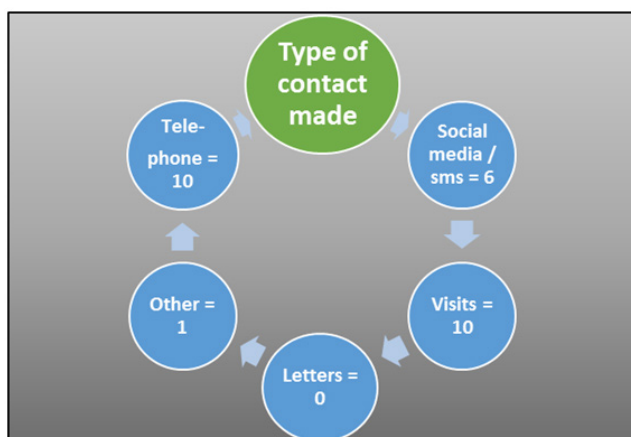 Type of
contact
made
Social
media /
sms = 6
Visits =
10
Letters =
0
Other =
1
Tele-
phone =
10